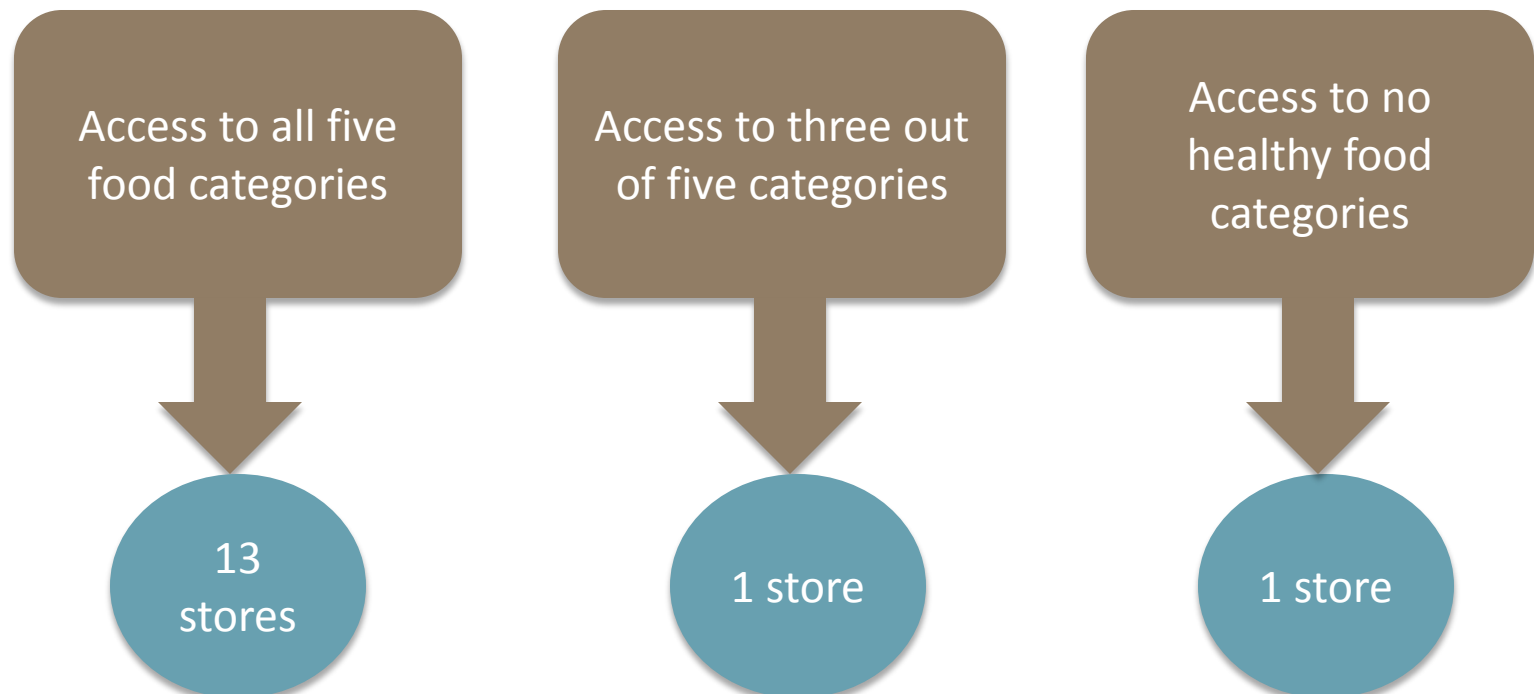 Access to all five
food categories
Access to three out
of five categories
Access to no
healthy food
categories
13
stores
1 store
1 store